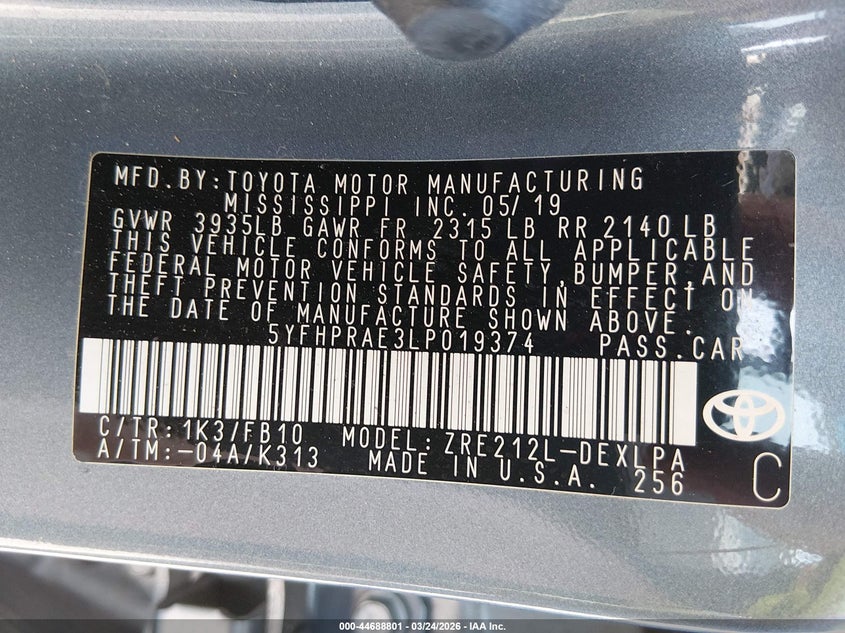 MFD.BY:TOYOTA MOTOR MANUFACTURING
MISSISSIPPI INC. 05/19
GVWR 3935LB GAWR FR 2315 LB RR 2140 LB
THIS VEHICLE CONFORMS TO ALL APPLICABLE
FEDERAL MOTOR VEHICLE SAFETY,BUMPER,AND
THEFT PREVENTION STANDARDS IN EFFECT ON
THE DATE OF MANUFACTURE SHOWN ABOVE.
5YFHPRAE3LP019374 PASS.CAR
C/TR:1K3/FB10 MODEL:ZRE212L-DEXLPA
A/TM:-04A/K313 MADE IN U.S.A. 256
C
000-44688801 - 03/24/2026 - IAA Inc.